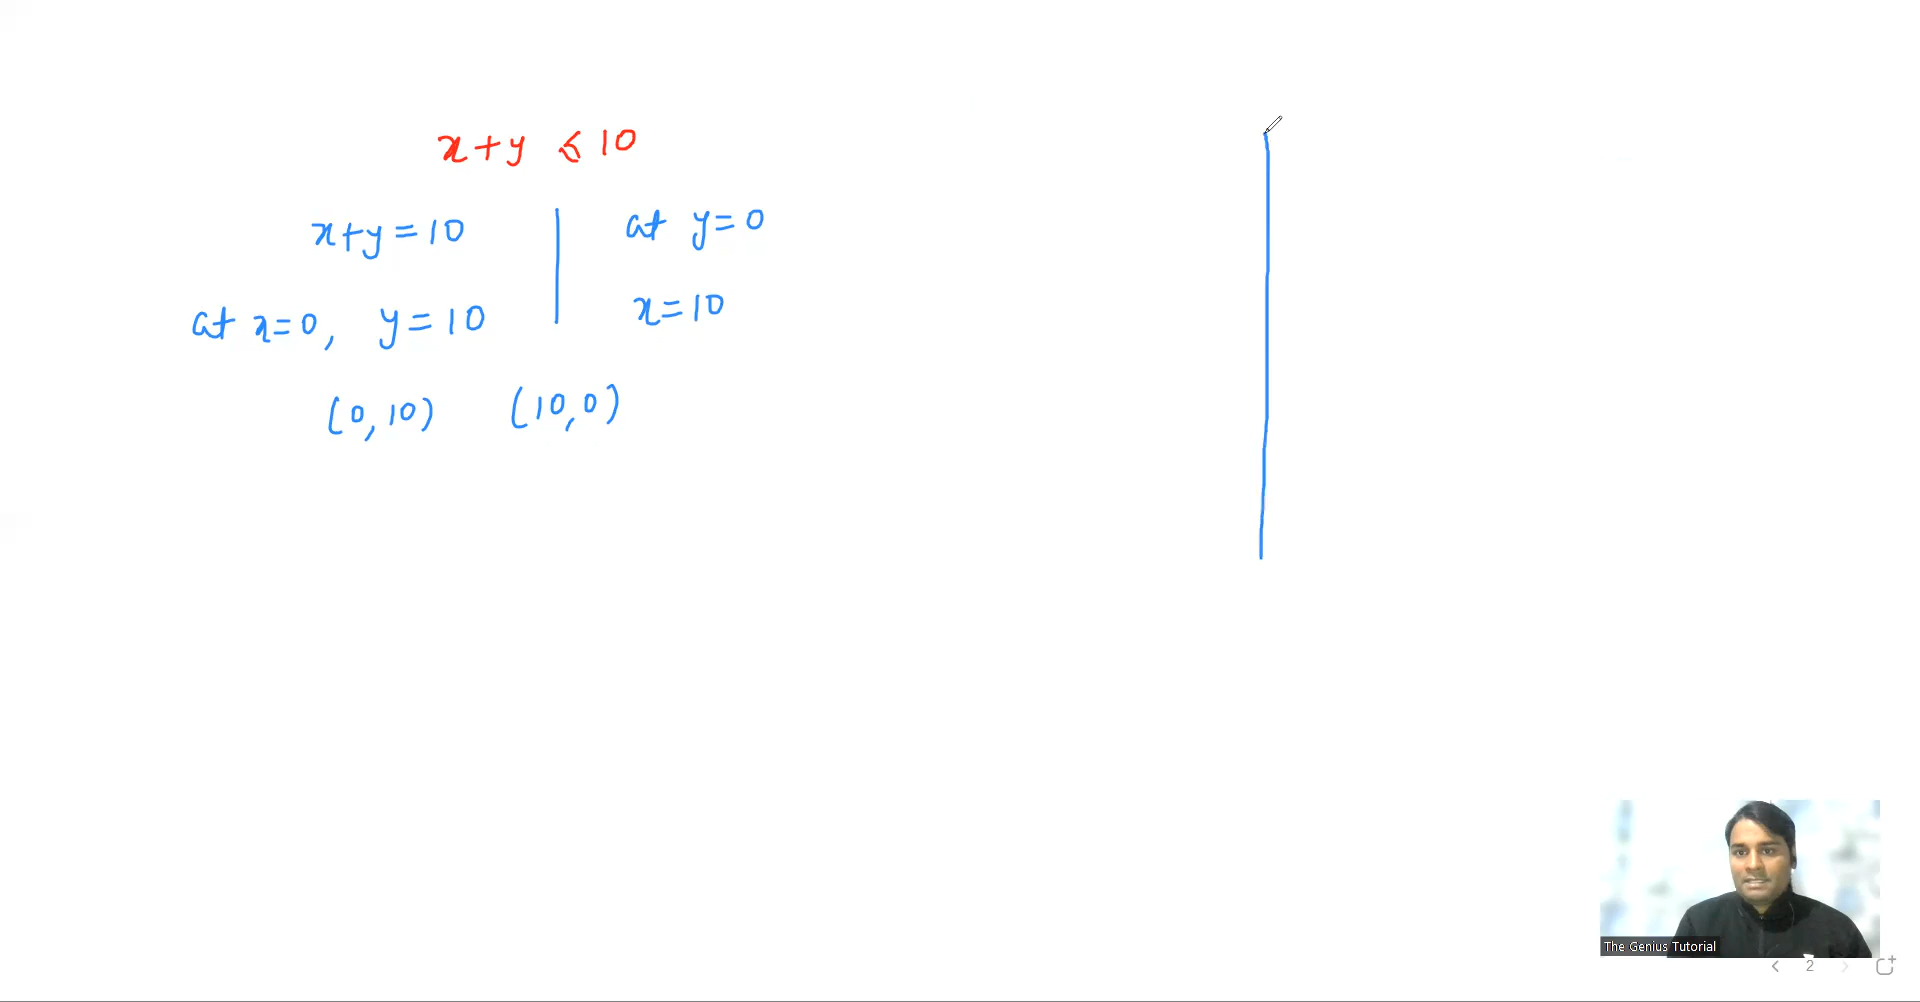 x+y ⩽ 10
x+y=10
at y=0
at x=0, y=10
x=10
(0,10) (10,0)
The Genius Tutorial
2